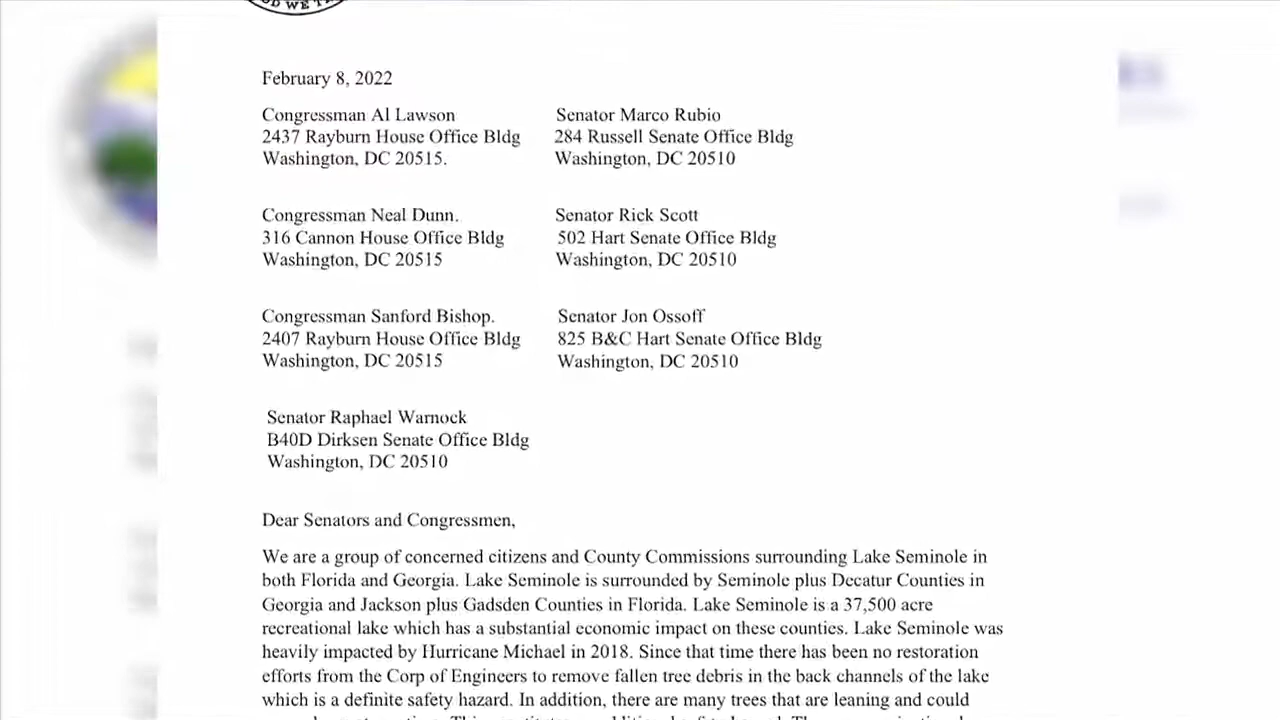 February 8, 2022
Congressman Al Lawson
2437 Rayburn House Office Bldg
Washington, DC 20515.
Senator Marco Rubio
284 Russell Senate Office Bldg
Washington, DC 20510
Congressman Neal Dunn.
316 Cannon House Office Bldg
Washington, DC 20515
Senator Rick Scott
502 Hart Senate Office Bldg
Washington, DC 20510
Congressman Sanford Bishop.
2407 Rayburn House Office Bldg
Washington, DC 20515
Senator Jon Ossoff
825 B&C Hart Senate Office Bldg
Washington, DC 20510
Senator Raphael Warnock
B40D Dirksen Senate Office Bldg
Washington, DC 20510
Dear Senators and Congressmen,
We are a group of concerned citizens and County Commissions surrounding Lake Seminole in
both Florida and Georgia. Lake Seminole is surrounded by Seminole plus Decatur Counties in
Georgia and Jackson plus Gadsden Counties in Florida. Lake Seminole is a 37,500 acre
recreational lake which has a substantial economic impact on these counties. Lake Seminole was
heavily impacted by Hurricane Michael in 2018. Since that time there has been no restoration
efforts from the Corp of Engineers to remove fallen tree debris in the back channels of the lake
which is a definite safety hazard. In addition, there are many trees that are leaning and could